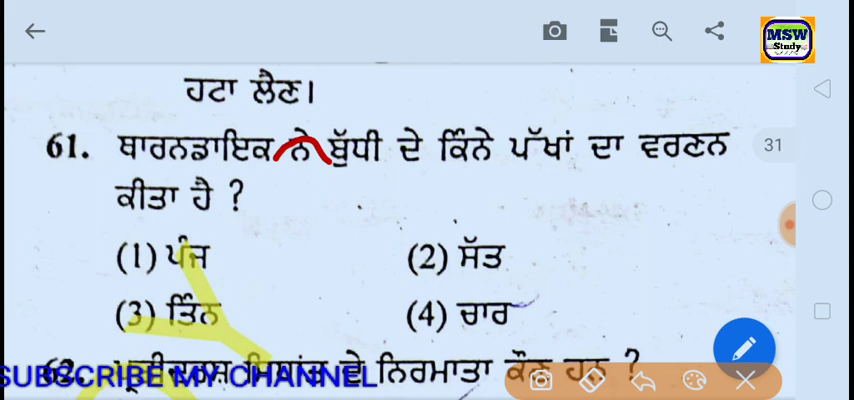 MSW
Study
ਹਟਾ ਲੈਣ।
61. ਥਾਰਨਡਾਇਕ ਨੇ ਬੁੱਧੀ ਦੇ ਕਿੰਨੇ ਪੱਖਾਂ ਦਾ ਵਰਣਨ
31
ਕੀਤਾ ਹੈ ?
(1) ਪੰਜ (2) ਸੱਤ
(3) ਤਿੰਨ (4) ਚਾਰ
ਦੇ ਨਿਰਮਾਤਾ ਕੌਣ ਹਨ ?
SUBSCRIBE MY CHANNEL